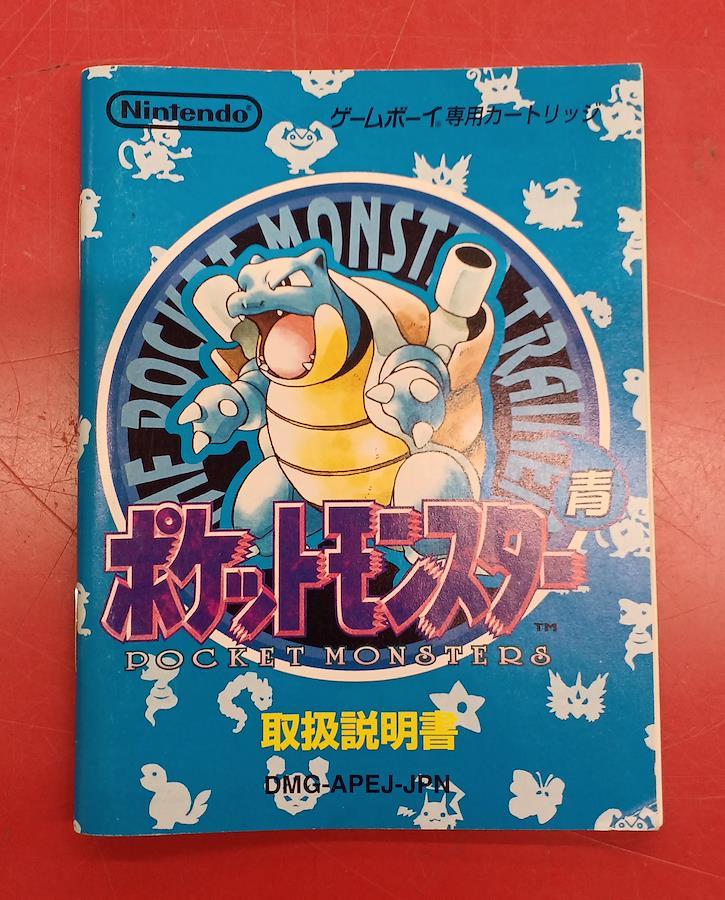 Nintendo®
ゲームボーイ®専用カートリッジ
POCKET MONSTER
青
ポケットモンスター
TM
POCKET MONSTERS
取扱説明書
DMG-APEJ-JPN